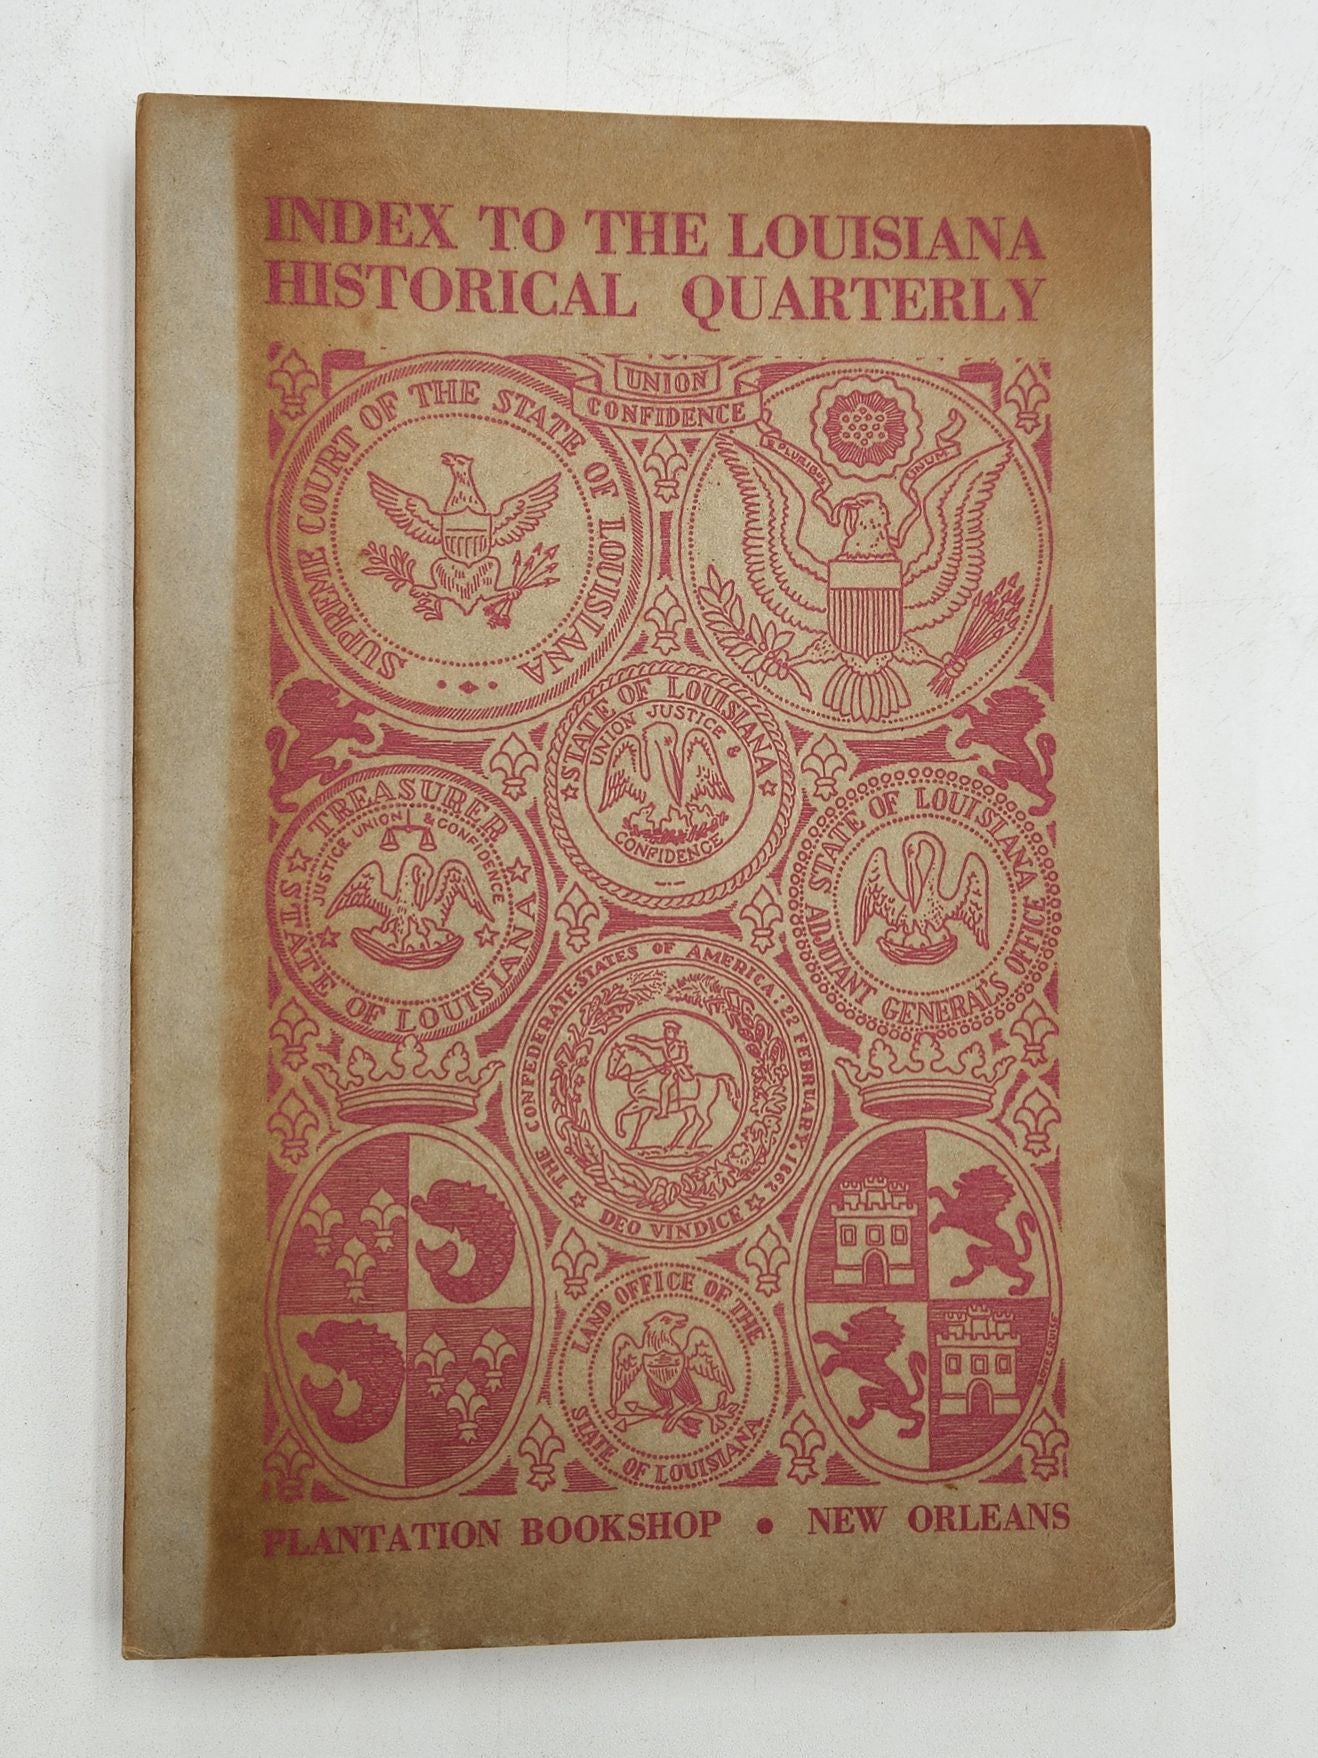 INDEX TO THE LOUISIANA
HISTORICAL QUARTERLY
UNION
CONFIDENCE
SUPREME COURT OF THE STATE OF LOUISIANA
E PLURIBUS UNUM
STATE OF LOUISIANA
UNION JUSTICE &
CONFIDENCE
TREASURER
STATE OF LOUISIANA
JUSTICE UNION & CONFIDENCE
STATE OF LOUISIANA
ADJUTANT GENERAL'S OFFICE
THE CONFEDERATE STATES OF AMERICA: 22 FEBRUARY, 1862
DEO VINDICE
LAND OFFICE OF THE
STATE OF LOUISIANA
PLANTATION BOOKSHOP • NEW ORLEANS